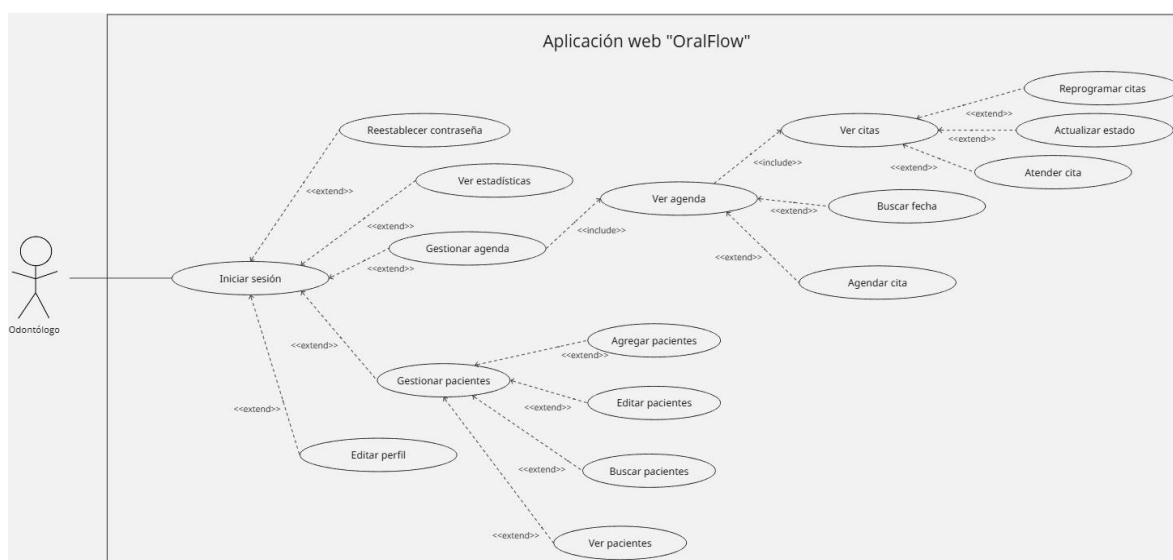 Aplicación web "OralFlow"
Reprogramar citas
<<extend>>
Reestablecer contraseña
Ver citas
<<extend>>
Actualizar estado
<<include>>
<<extend>>
Atender cita
Ver estadísticas
<<extend>>
Ver agenda
<<extend>>
Buscar fecha
<<extend>>
<<include>>
Gestionar agenda
<<extend>>
<<extend>>
Iniciar sesión
Agendar cita
Odontólogo
<<extend>>
Agregar pacientes
<<extend>>
Gestionar pacientes
Editar pacientes
<<extend>>
<<extend>>
Editar perfil
<<extend>>
Buscar pacientes
<<extend>>
Ver pacientes